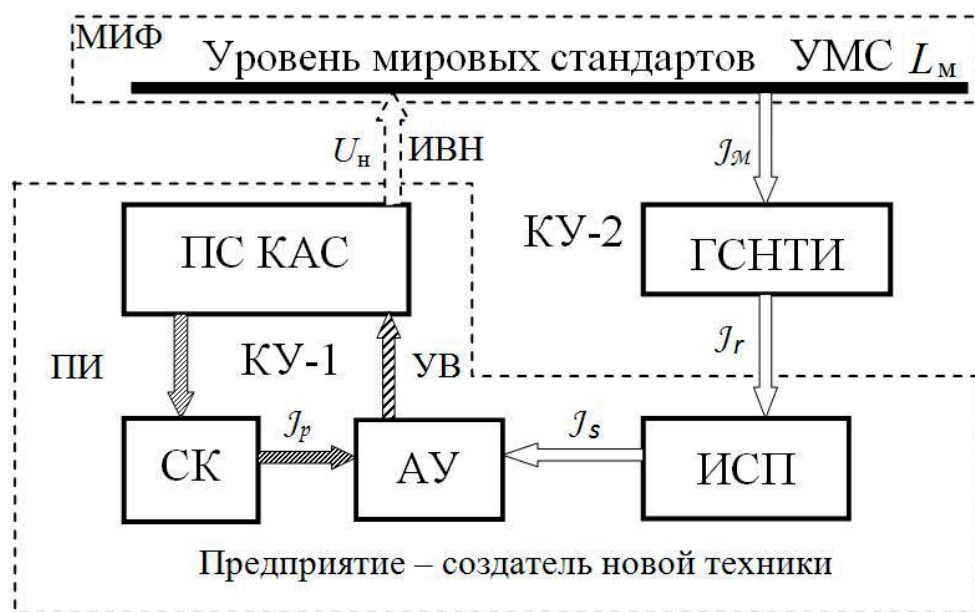 МИФ
Уровень мировых стандартов УМС Lм
Uн ИВН
Jм
КУ-2
ПС КАС
ГСНТИ
ПИ
КУ-1
УВ
Jr
СК
Jp
АУ
Js
ИСП
Предприятие – создатель новой техники